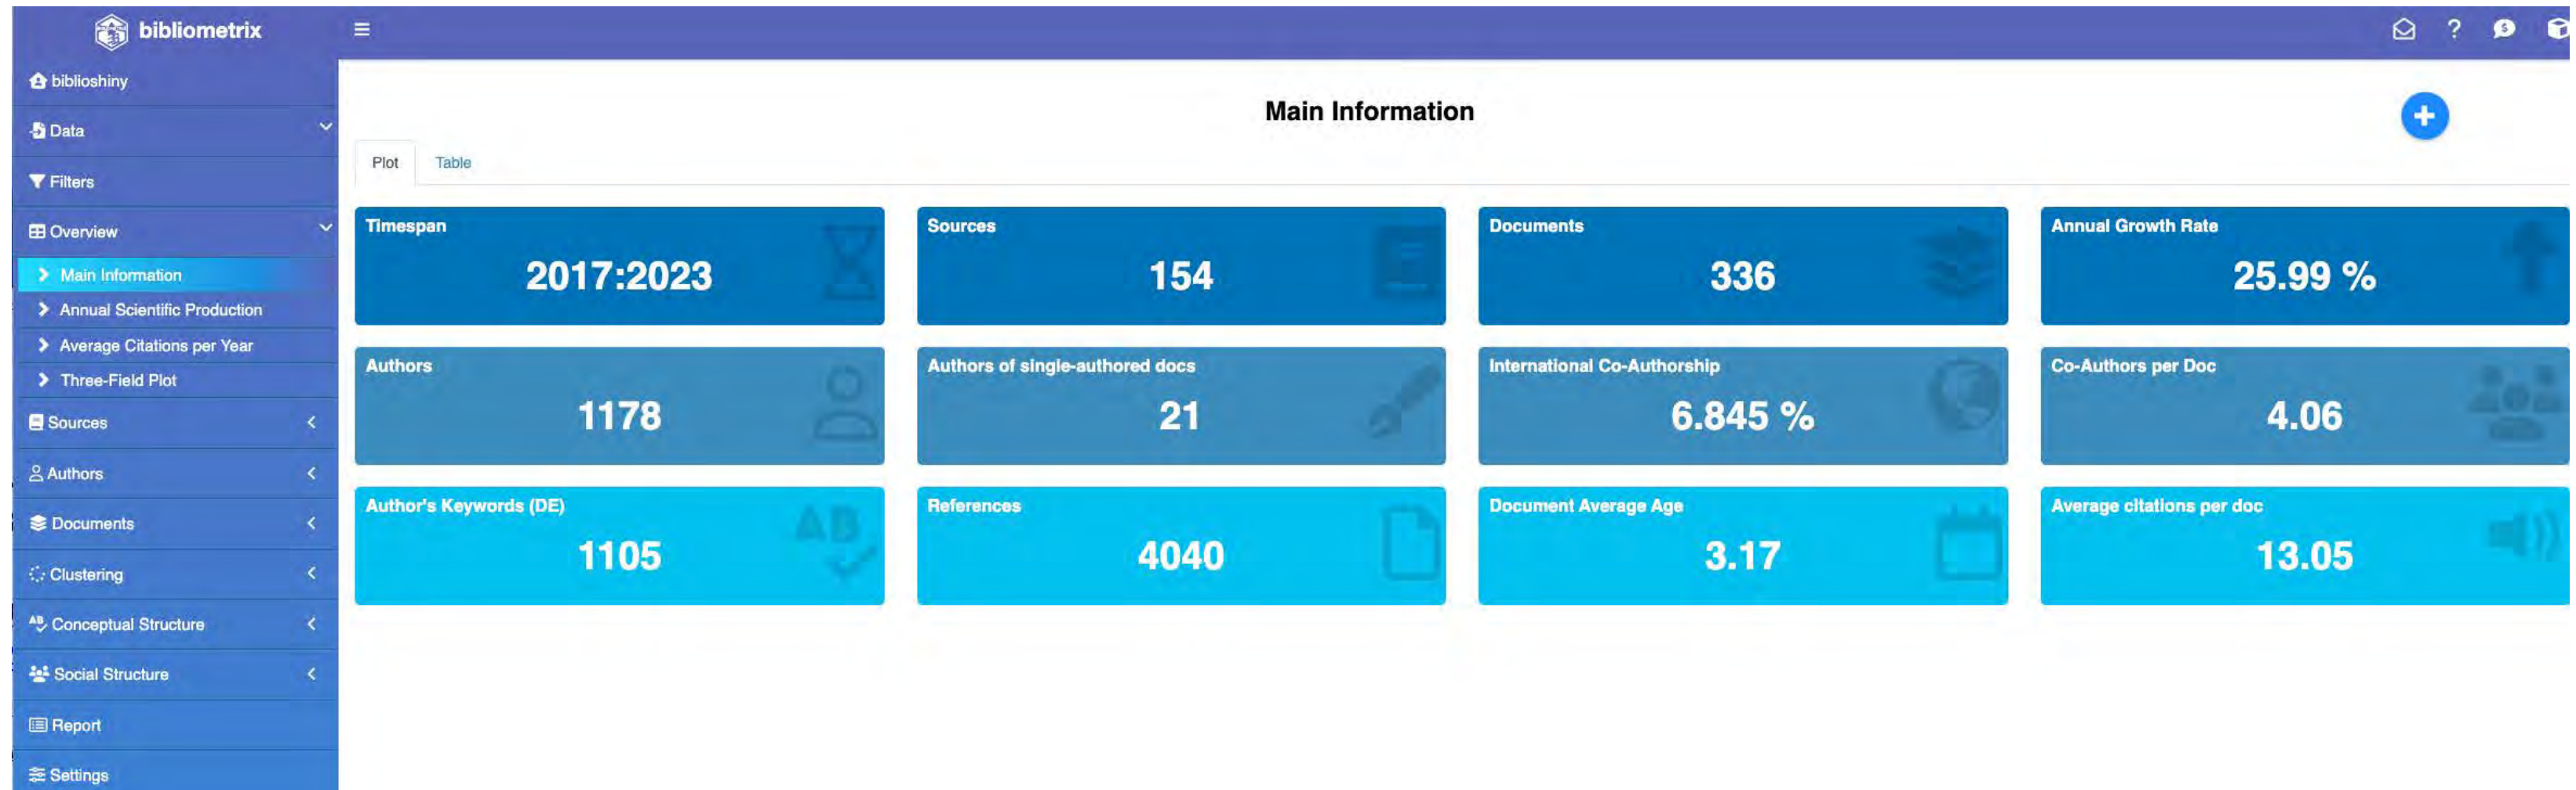 bibliometrix
biblioshiny
Data
Filters
Overview
Main Information
Annual Scientific Production
Average Citations per Year
Three-Field Plot
Sources
Authors
Documents
Clustering
Conceptual Structure
Social Structure
Report
Settings
Main Information
Plot Table
Timespan
2017:2023
Sources
154
Documents
336
Annual Growth Rate
25.99 %
Authors
1178
Authors of single-authored docs
21
International Co-Authorship
6.845 %
Co-Authors per Doc
4.06
Author's Keywords (DE)
1105
References
4040
Document Average Age
3.17
Average citations per doc
13.05